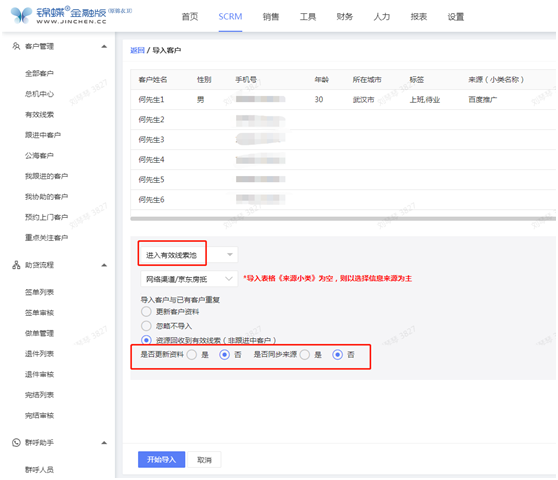 锦蝶®金融版
WWW.JINCHEN.CC
首页 SCRM 销售 工具 财务 人力 报表 设置
客户管理
全部客户
总机中心
有效线索
跟进中客户
公海客户
我跟进的客户
我协助的客户
预约上门客户
重点关注客户
助贷流程
签单列表
签单审核
做单管理
退件列表
退件审核
完结列表
完结审核
群呼助手
群呼人员
返回 / 导入客户
客户姓名 性别 手机号 年龄 所在城市 标签 来源（小类名称）
何先生1 男 30 武汉市 上班,待业 百度推广
何先生2
何先生3
何先生4
何先生5
何先生6
进入有效线索池
网络渠道/京东房抵 *导入表格《来源小类》为空，则以选择信息来源为主
导入客户与已有客户重复
更新客户资料
忽略不导入
资源回收到有效线索（非跟进中客户）
是否更新资料 是 否 是否同步来源 是 否
开始导入 取消